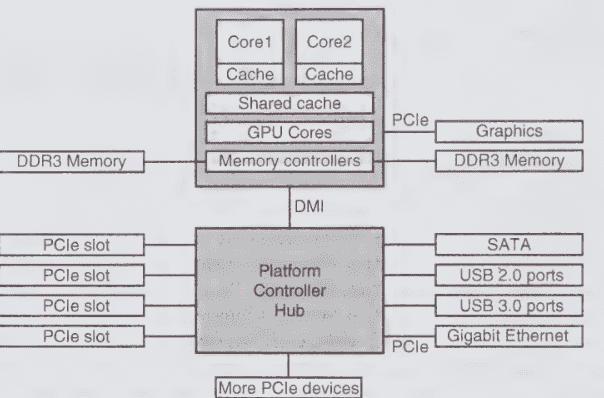 Core1 Core2
Cache Cache
Shared cache
GPU Cores
PCIe
Graphics
DDR3 Memory
Memory controllers
DDR3 Memory
DMI
PCIe slot
PCIe slot
PCIe slot
PCIe slot
Platform
Controller
Hub
SATA
USB 2.0 ports
USB 3.0 ports
PCIe
Gigabit Ethernet
More PCIe devices